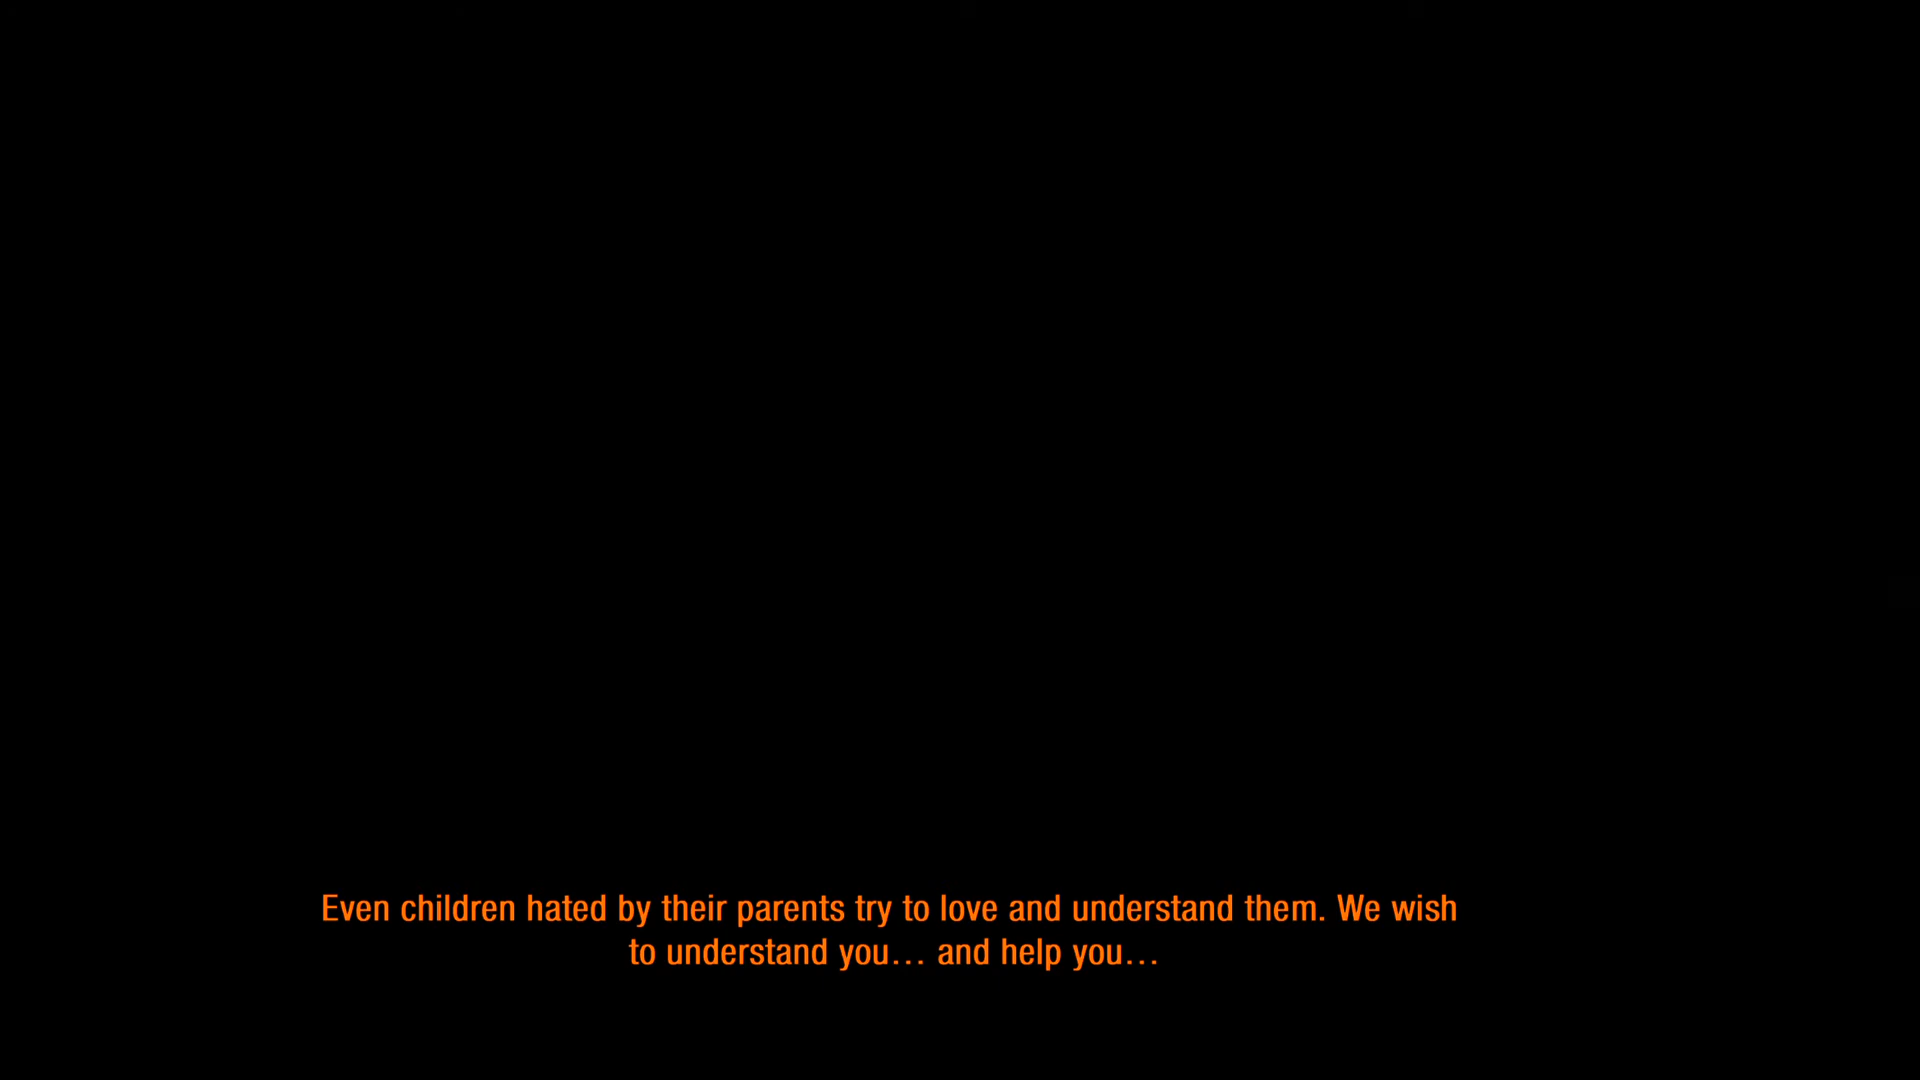 Even children hated by their parents try to love and understand them. We wish
to understand you... and help you...